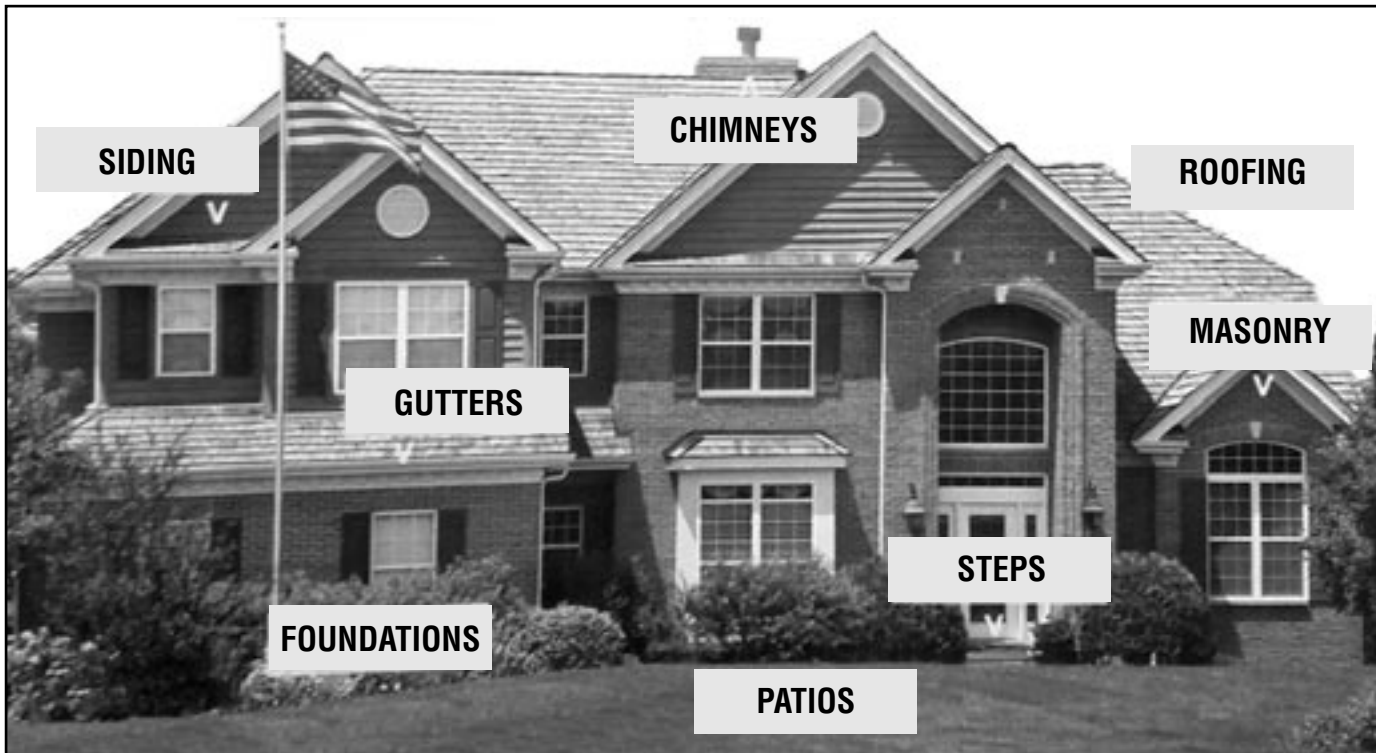 CHIMNEYS
SIDING
ROOFING
MASONRY
GUTTERS
STEPS
FOUNDATIONS
PATIOS